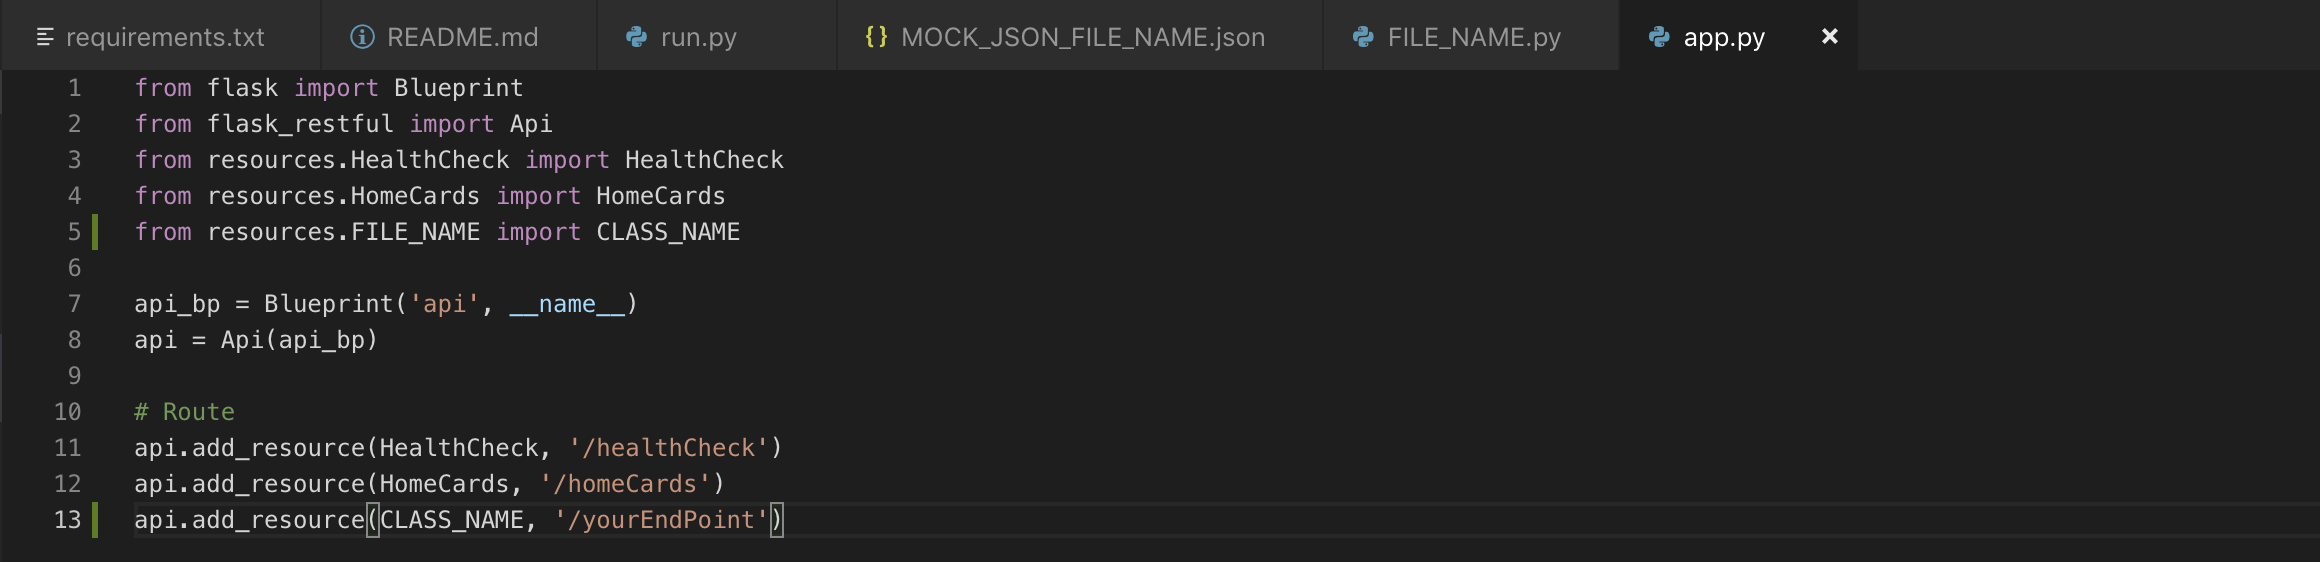 requirements.txt README.md run.py {} MOCK_JSON_FILE_NAME.json FILE_NAME.py app.py ×
1 from flask import Blueprint
2 from flask_restful import Api
3 from resources.HealthCheck import HealthCheck
4 from resources.HomeCards import HomeCards
5 from resources.FILE_NAME import CLASS_NAME
6
7 api_bp = Blueprint('api', __name__)
8 api = Api(api_bp)
9
10 # Route
11 api.add_resource(HealthCheck, '/healthCheck')
12 api.add_resource(HomeCards, '/homeCards')
13 api.add_resource(CLASS_NAME, '/yourEndPoint')